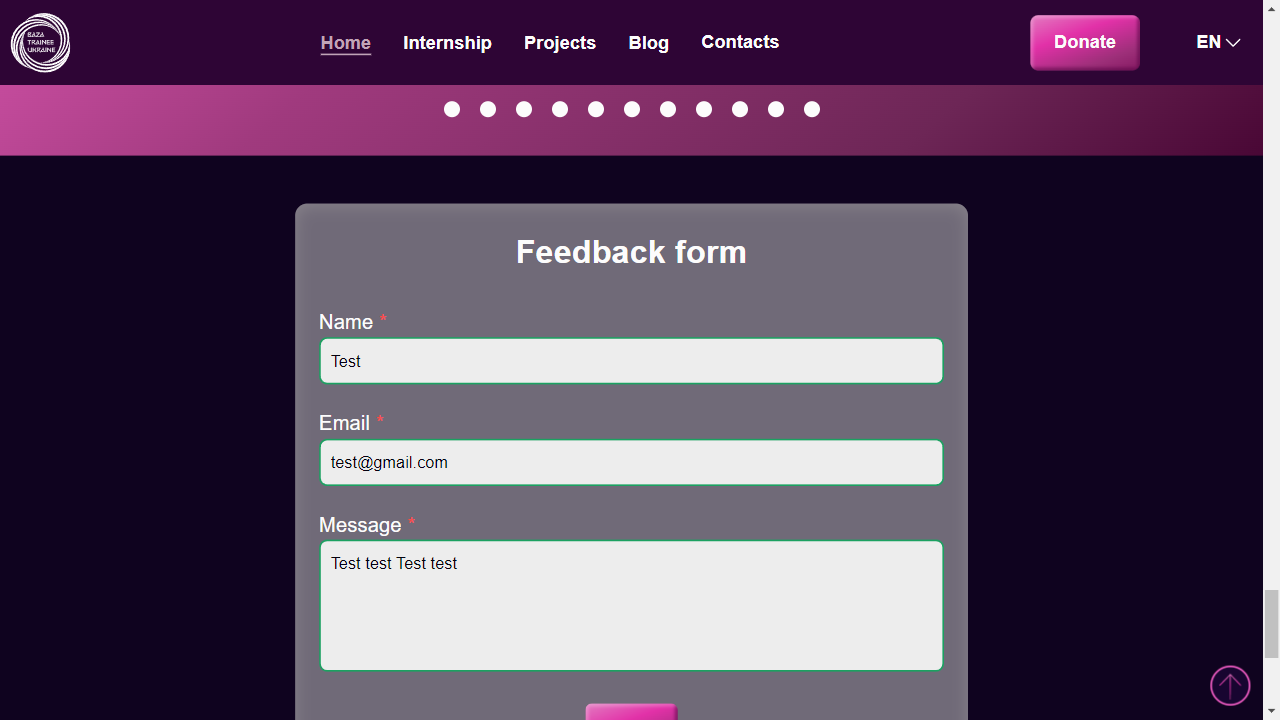 BAZA
TRAINEE
UKRAINE
Home Internship Projects Blog Contacts Donate EN
Feedback form
Name *
Test
Email *
test@gmail.com
Message *
Test test Test test